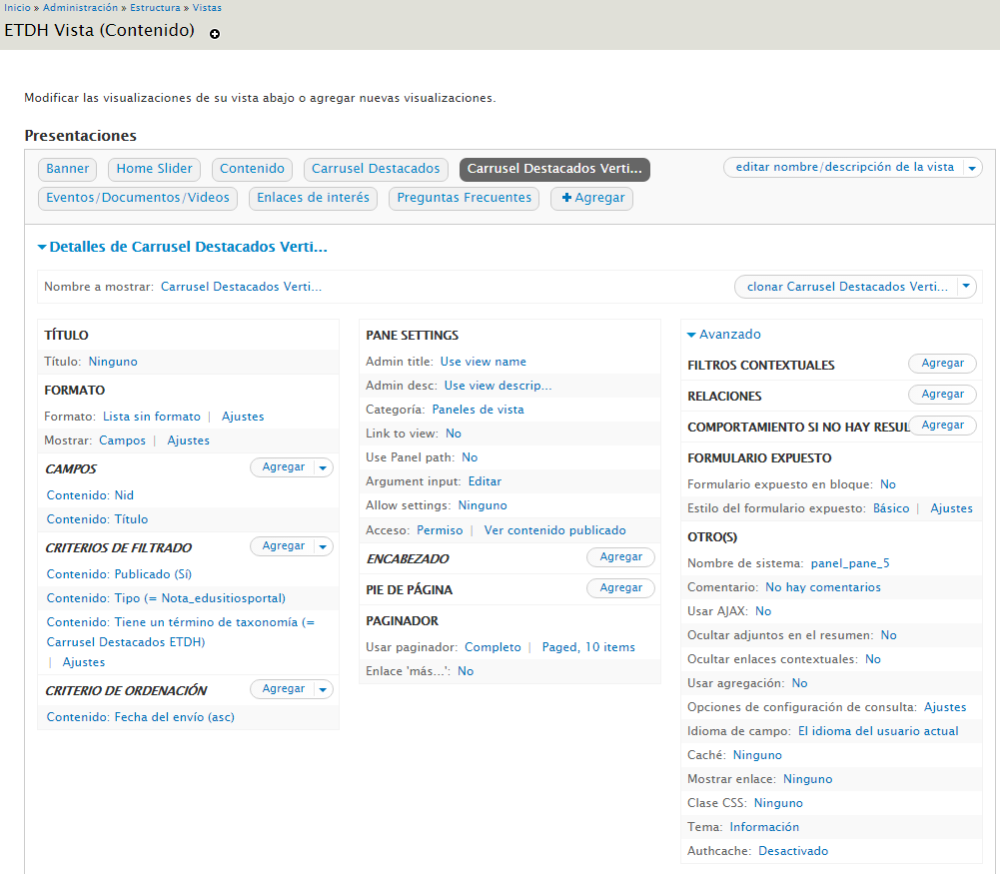 Inicio » Administración » Estructura » Vistas
ETDH Vista (Contenido)
Modificar las visualizaciones de su vista abajo o agregar nuevas visualizaciones.
Presentaciones
Banner Home Slider Contenido Carrusel Destacados Carrusel Destacados Verti... editar nombre/descripción de la vista
Eventos/Documentos/Videos Enlaces de interés Preguntas Frecuentes Agregar
Detalles de Carrusel Destacados Verti...
Nombre a mostrar: Carrusel Destacados Verti... clonar Carrusel Destacados Verti...
TÍTULO
Título: Ninguno
FORMATO
Formato: Lista sin formato | Ajustes
Mostrar: Campos | Ajustes
CAMPOS Agregar
Contenido: Nid
Contenido: Título
CRITERIOS DE FILTRADO Agregar
Contenido: Publicado (Sí)
Contenido: Tipo (= Nota_edusitiosportal)
Contenido: Tiene un término de taxonomía (=
Carrusel Destacados ETDH)
| Ajustes
CRITERIO DE ORDENACIÓN Agregar
Contenido: Fecha del envío (asc)
PANE SETTINGS
Admin title: Use view name
Admin desc: Use view descrip...
Categoría: Paneles de vista
Link to view: No
Use Panel path: No
Argument input: Editar
Allow settings: Ninguno
Acceso: Permiso | Ver contenido publicado
ENCABEZADO Agregar
PIE DE PÁGINA Agregar
PAGINADOR
Usar paginador: Completo | Paged, 10 items
Enlace 'más...': No
Avanzado
FILTROS CONTEXTUALES Agregar
RELACIONES Agregar
COMPORTAMIENTO SI NO HAY RESUL Agregar
FORMULARIO EXPUESTO
Formulario expuesto en bloque: No
Estilo del formulario expuesto: Básico | Ajustes
OTRO(S)
Nombre de sistema: panel_pane_5
Comentario: No hay comentarios
Usar AJAX: No
Ocultar adjuntos en el resumen: No
Ocultar enlaces contextuales: No
Usar agregación: No
Opciones de configuración de consulta: Ajustes
Idioma de campo: El idioma del usuario actual
Caché: Ninguno
Mostrar enlace: Ninguno
Clase CSS: Ninguno
Tema: Información
Authcache: Desactivado